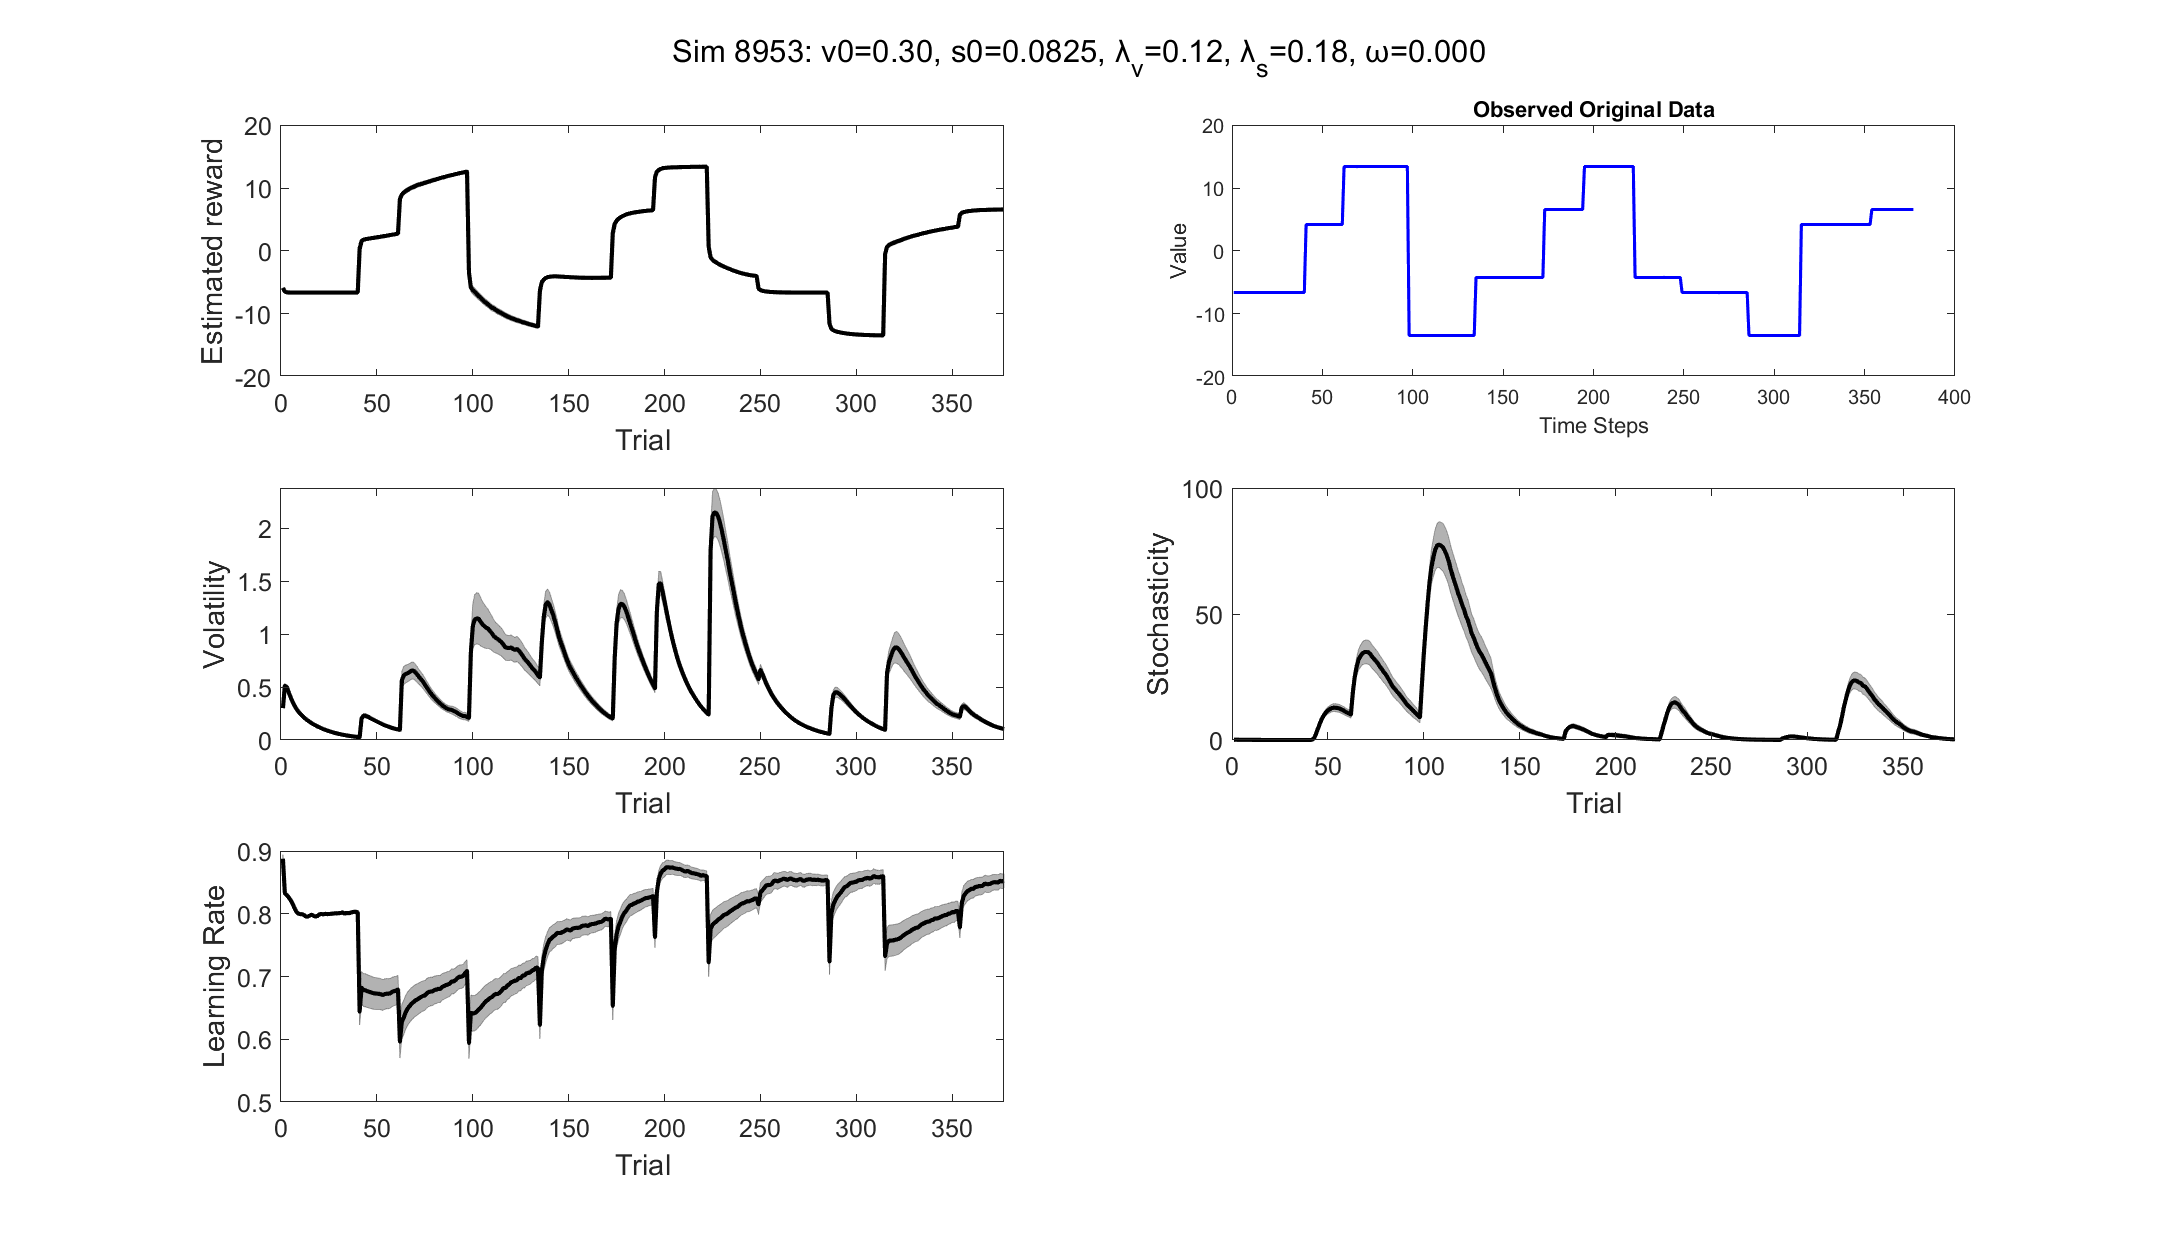 Sim 8953: v0=0.30, s0=0.0825, λv=0.12, λs=0.18, ω=0.000
Estimated reward
20
10
0
-10
-20
0 50 100 150 200 250 300 350
Trial
Observed Original Data
Value
20
10
0
-10
-20
0 50 100 150 200 250 300 350 400
Time Steps
Volatility
2
1.5
1
0.5
0
0 50 100 150 200 250 300 350
Trial
Stochasticity
100
50
0
0 50 100 150 200 250 300 350
Trial
Learning Rate
0.9
0.8
0.7
0.6
0.5
0 50 100 150 200 250 300 350
Trial